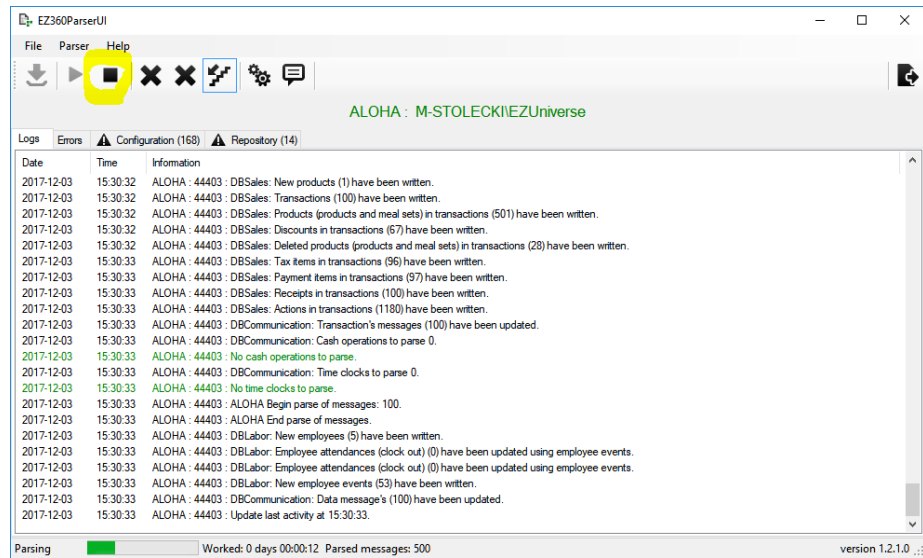 EZ360ParserUI
File Parser Help
ALOHA : M-STOLECKI\EZUniverse
Logs Errors Configuration (168) Repository (14)
Date Time Information
2017-12-03 15:30:32 ALOHA : 44403 : DBSales: New products (1) have been written.
2017-12-03 15:30:32 ALOHA : 44403 : DBSales: Transactions (100) have been written.
2017-12-03 15:30:32 ALOHA : 44403 : DBSales: Products (products and meal sets) in transactions (501) have been written.
2017-12-03 15:30:32 ALOHA : 44403 : DBSales: Discounts in transactions (67) have been written.
2017-12-03 15:30:32 ALOHA : 44403 : DBSales: Deleted products (products and meal sets) in transactions (28) have been written.
2017-12-03 15:30:33 ALOHA : 44403 : DBSales: Tax items in transactions (96) have been written.
2017-12-03 15:30:33 ALOHA : 44403 : DBSales: Payment items in transactions (97) have been written.
2017-12-03 15:30:33 ALOHA : 44403 : DBSales: Receipts in transactions (100) have been written.
2017-12-03 15:30:33 ALOHA : 44403 : DBSales: Actions in transactions (1180) have been written.
2017-12-03 15:30:33 ALOHA : 44403 : DBCommunication: Transaction's messages (100) have been updated.
2017-12-03 15:30:33 ALOHA : 44403 : DBCommunication: Cash operations to parse 0.
2017-12-03 15:30:33 ALOHA : 44403 : No cash operations to parse.
2017-12-03 15:30:33 ALOHA : 44403 : DBCommunication: Time clocks to parse 0.
2017-12-03 15:30:33 ALOHA : 44403 : No time clocks to parse.
2017-12-03 15:30:33 ALOHA : 44403 : ALOHA Begin parse of messages: 100.
2017-12-03 15:30:33 ALOHA : 44403 : ALOHA End parse of messages.
2017-12-03 15:30:33 ALOHA : 44403 : DBLabor: New employees (5) have been written.
2017-12-03 15:30:33 ALOHA : 44403 : DBLabor: Employee attendances (clock out) (0) have been updated using employee events.
2017-12-03 15:30:33 ALOHA : 44403 : DBLabor: Employee attendances (clock out) (0) have been updated using employee events.
2017-12-03 15:30:33 ALOHA : 44403 : DBLabor: New employee events (53) have been written.
2017-12-03 15:30:33 ALOHA : 44403 : DBCommunication: Data message's (100) have been updated.
2017-12-03 15:30:33 ALOHA : 44403 : Update last activity at 15:30:33.
Parsing Worked: 0 days 00:00:12 Parsed messages: 500 version 1.2.1.0